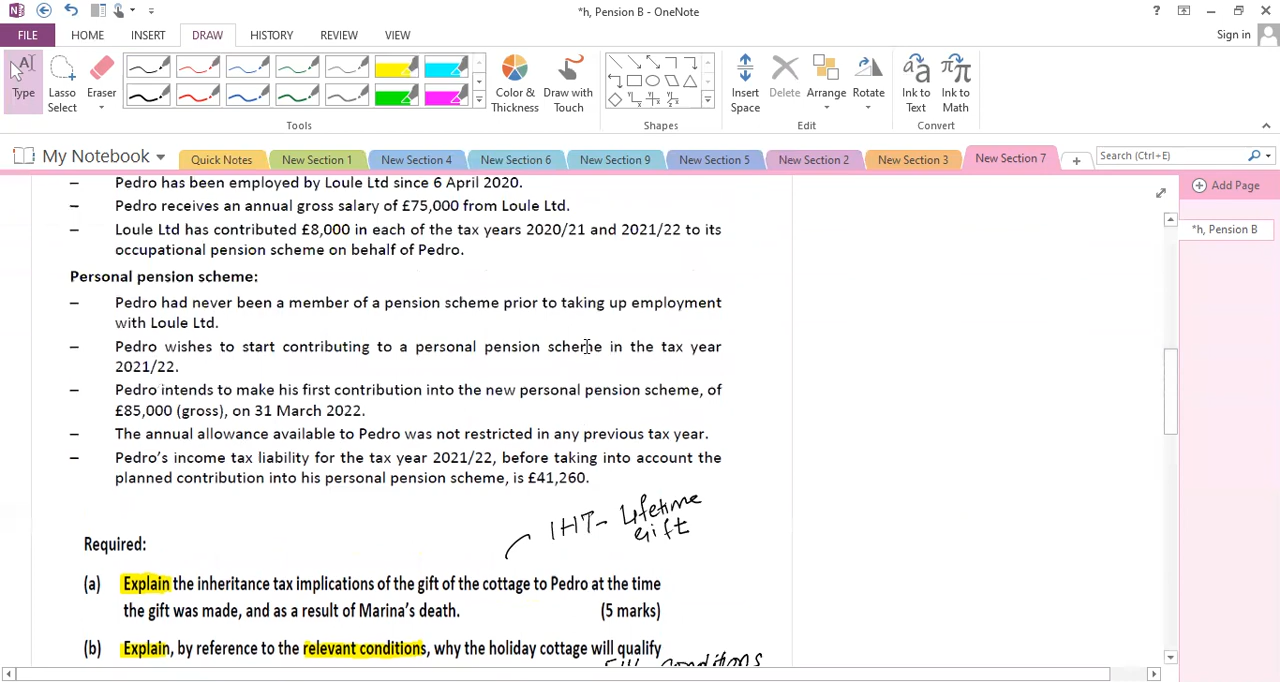 *h, Pension B - OneNote
Sign in
FILE HOME INSERT DRAW HISTORY REVIEW VIEW
Type Lasso Select Eraser Color & Thickness Draw with Touch Insert Space Delete Arrange Rotate Ink to Text Ink to Math
Tools Shapes Edit Convert
My Notebook Quick Notes New Section 1 New Section 4 New Section 6 New Section 9 New Section 5 New Section 2 New Section 3 New Section 7 Search (Ctrl+E)
Add Page
*h, Pension B
– Pedro has been employed by Loule Ltd since 6 April 2020.
– Pedro receives an annual gross salary of £75,000 from Loule Ltd.
– Loule Ltd has contributed £8,000 in each of the tax years 2020/21 and 2021/22 to its
occupational pension scheme on behalf of Pedro.
Personal pension scheme:
– Pedro had never been a member of a pension scheme prior to taking up employment
with Loule Ltd.
– Pedro wishes to start contributing to a personal pension scheme in the tax year
2021/22.
– Pedro intends to make his first contribution into the new personal pension scheme, of
£85,000 (gross), on 31 March 2022.
– The annual allowance available to Pedro was not restricted in any previous tax year.
– Pedro's income tax liability for the tax year 2021/22, before taking into account the
planned contribution into his personal pension scheme, is £41,260.
IHT - Lifetime
Gift
Required:
(a) Explain the inheritance tax implications of the gift of the cottage to Pedro at the time
the gift was made, and as a result of Marina's death. (5 marks)
(b) Explain, by reference to the relevant conditions, why the holiday cottage will qualify
conditions